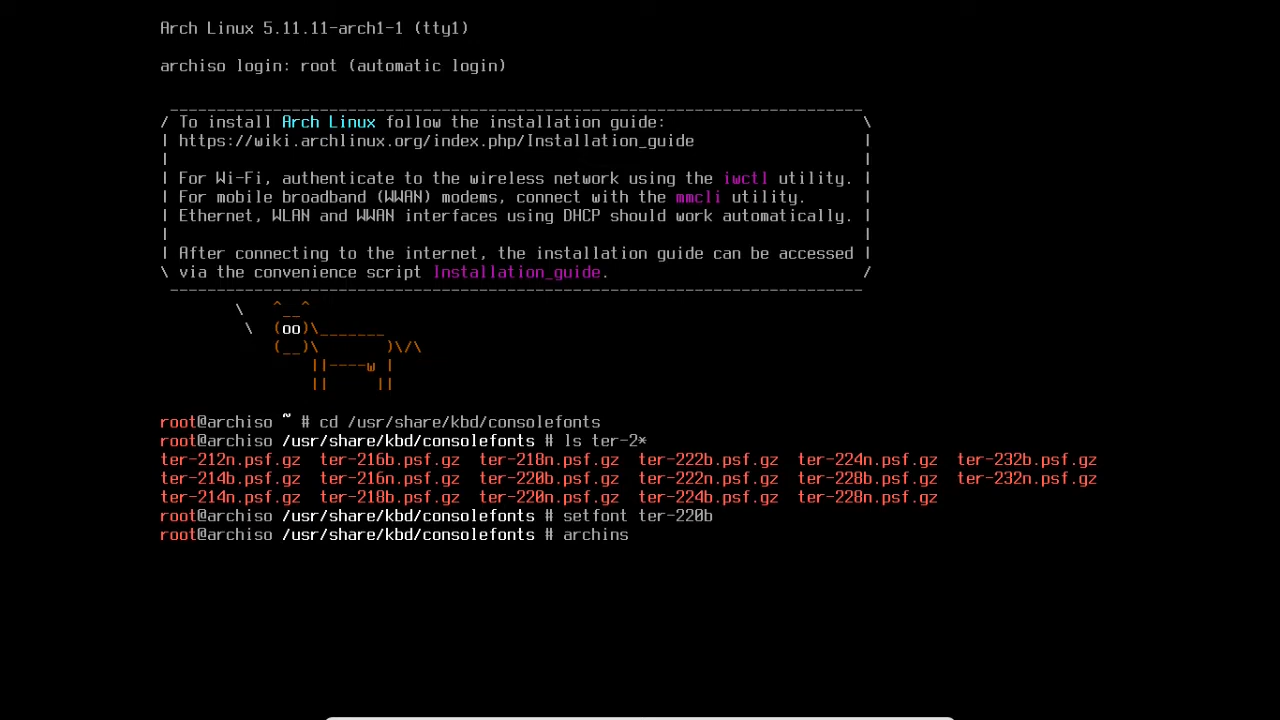 Arch Linux 5.11.11-arch1-1 (tty1)
archiso login: root (automatic login)
/ To install Arch Linux follow the installation guide: \
| https://wiki.archlinux.org/index.php/Installation_guide |
| |
| For Wi-Fi, authenticate to the wireless network using the iwctl utility. |
| For mobile broadband (WWAN) modems, connect with the mmcli utility. |
| Ethernet, WLAN and WWAN interfaces using DHCP should work automatically. |
| |
| After connecting to the internet, the installation guide can be accessed |
\ via the convenience script Installation_guide. /
\ ^__^
\ (oo)\_______
(__)\ )\/\
||----w |
|| ||
root@archiso ~ # cd /usr/share/kbd/consolefonts
root@archiso /usr/share/kbd/consolefonts # ls ter-2*
ter-212n.psf.gz ter-216b.psf.gz ter-218n.psf.gz ter-222b.psf.gz ter-224n.psf.gz ter-232b.psf.gz
ter-214b.psf.gz ter-216n.psf.gz ter-220b.psf.gz ter-222n.psf.gz ter-228b.psf.gz ter-232n.psf.gz
ter-214n.psf.gz ter-218b.psf.gz ter-220n.psf.gz ter-224b.psf.gz ter-228n.psf.gz
root@archiso /usr/share/kbd/consolefonts # setfont ter-220b
root@archiso /usr/share/kbd/consolefonts # archins